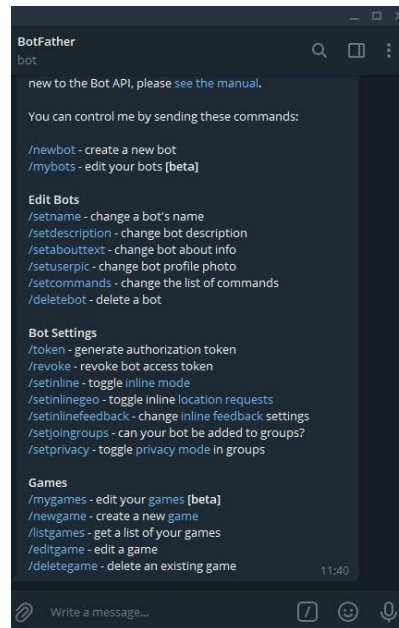 BotFather
bot
new to the Bot API, please see the manual.
You can control me by sending these commands:
/newbot - create a new bot
/mybots - edit your bots [beta]
Edit Bots
/setname - change a bot's name
/setdescription - change bot description
/setabouttext - change bot about info
/setuserpic - change bot profile photo
/setcommands - change the list of commands
/deletebot - delete a bot
Bot Settings
/token - generate authorization token
/revoke - revoke bot access token
/setinline - toggle inline mode
/setinlinegeo - toggle inline location requests
/setinlinefeedback - change inline feedback settings
/setjoingroups - can your bot be added to groups?
/setprivacy - toggle privacy mode in groups
Games
/mygames - edit your games [beta]
/newgame - create a new game
/listgames - get a list of your games
/editgame - edit a game
/deletegame - delete an existing game
11:40
Write a message...